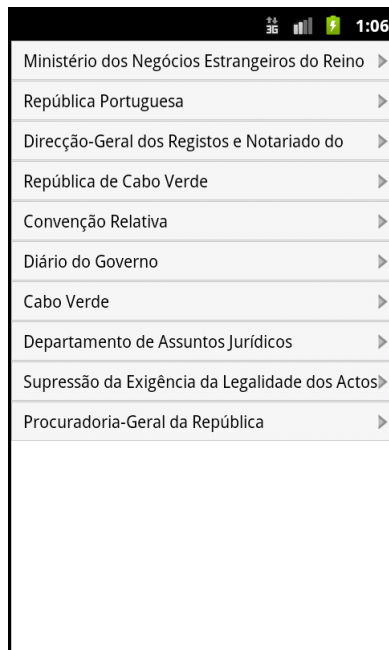 3G 1:06
Ministério dos Negócios Estrangeiros do Reino
República Portuguesa
Direcção-Geral dos Registos e Notariado do
República de Cabo Verde
Convenção Relativa
Diário do Governo
Cabo Verde
Departamento de Assuntos Jurídicos
Supressão da Exigência da Legalidade dos Actos
Procuradoria-Geral da República